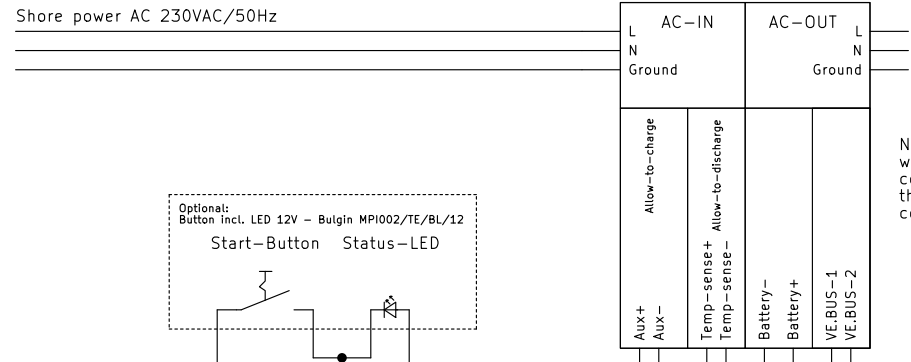 Shore power AC 230VAC/50Hz
AC-IN
AC-OUT
L
L
N
N
Ground
Ground
Allow-to-charge
Allow-to-discharge
Optional:
Button incl. LED 12V - Bulgin MPI002/TE/BL/12
Start-Button Status-LED
Aux+
Aux-
Temp-sense+
Temp-sense-
Battery-
Battery+
VE.BUS-1
VE.BUS-2